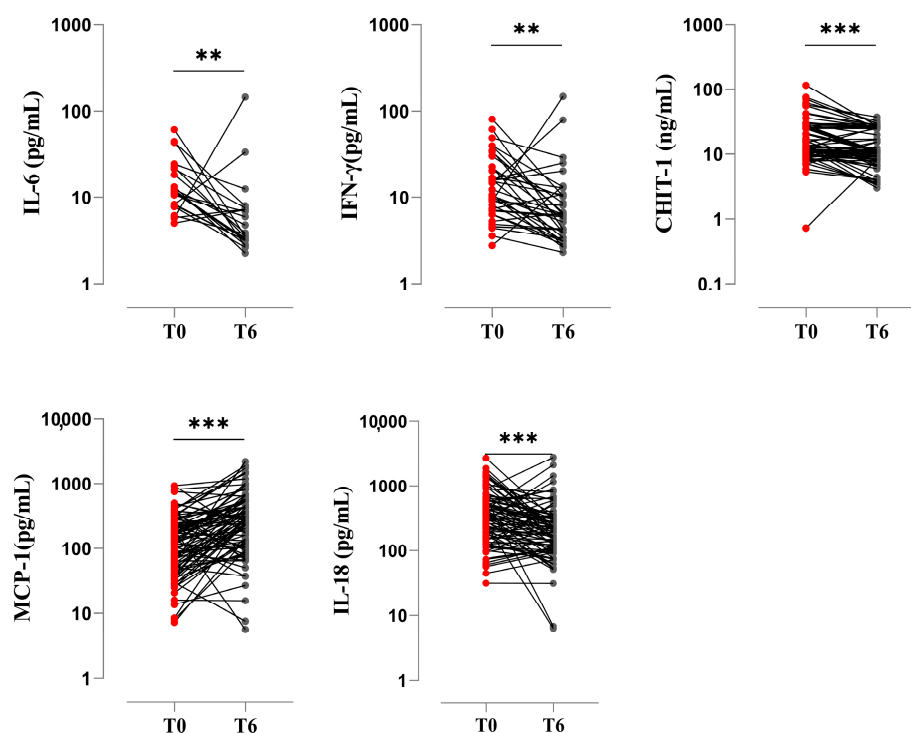 IL-6 (pg/mL)
1000
100
10
1
**
T0 T6
IFN-γ(pg/mL)
1000
100
10
1
**
T0 T6
CHIT-1 (ng/mL)
1000
100
10
1
0.1
***
T0 T6
MCP-1(pg/mL)
10,000
1000
100
10
1
***
T0 T6
IL-18 (pg/mL)
10,000
1000
100
10
1
***
T0 T6